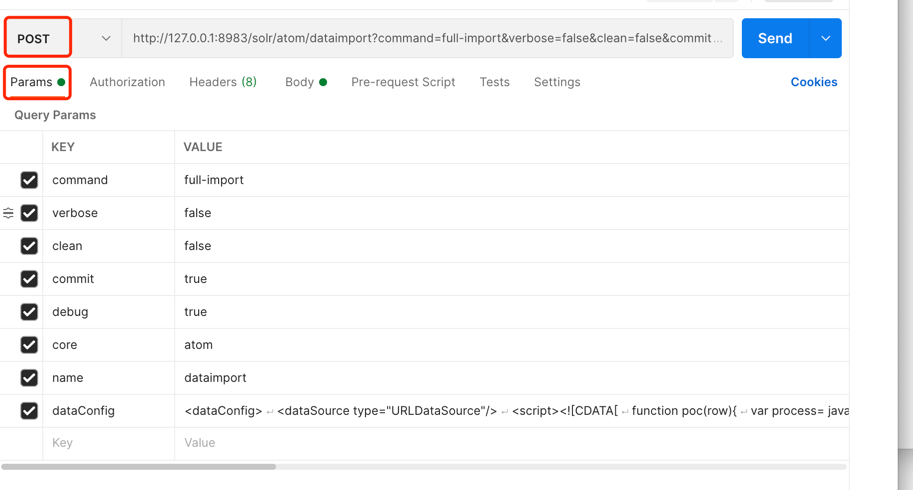 POST http://127.0.0.1:8983/solr/atom/dataimport?command=full-import&verbose=false&clean=false&commit... Send
Params Authorization Headers (8) Body Pre-request Script Tests Settings Cookies
Query Params
KEY VALUE
command full-import
verbose false
clean false
commit true
debug true
core atom
name dataimport
dataConfig <dataConfig> ↵ <dataSource type="URLDataSource"/> ↵ <script><![CDATA[ ↵ function poc(row){ ↵ var process= java
Key Value